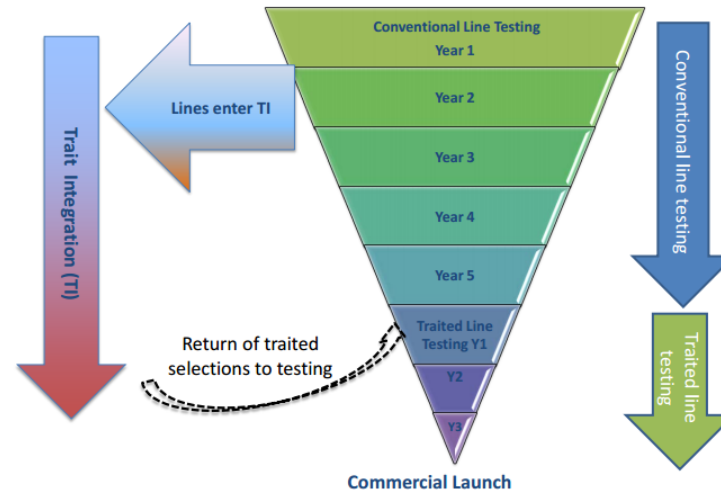 Conventional Line Testing
Year 1
Lines enter TI
Year 2
Year 3
Year 4
Year 5
Trait Integration (TI)
Return of traited
selections to testing
Traited Line
Testing Y1
Y2
Y3
Commercial Launch
Conventional line testing
Traited line
testing